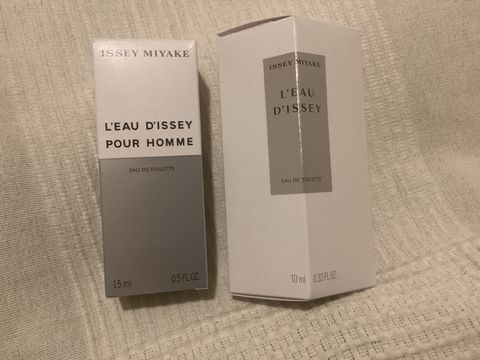 ISSEY MIYAKE
L'EAU D'ISSEY
POUR HOMME
EAU DE TOILETTE
15 ml 0.5 FL.OZ.
ISSEY MIYAKE
L'EAU
D'ISSEY
EAU DE TOILETTE
10 ml 0.33 FL.OZ.